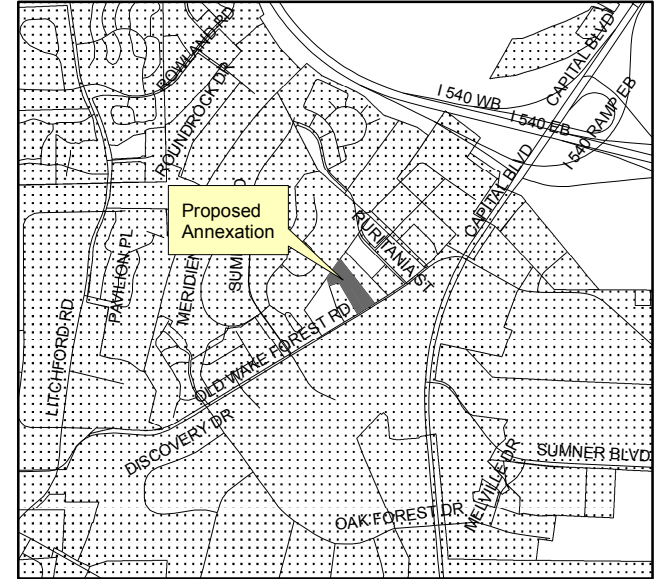 ROWLAND RD
ROUNDROCK DR
I 540 WB
CAPITAL BLVD
I 540 EB
I 540 RAMP EB
CAPITAL BLVD
Proposed
Annexation
RURITANIA ST
PAVILION PL
MERIDIEN
SUM
D
LITCHFORD RD
OLD WAKE FOREST RD
DISCOVERY DR
SUMNER BLVD
MELVILLE DR
OAK FOREST DR